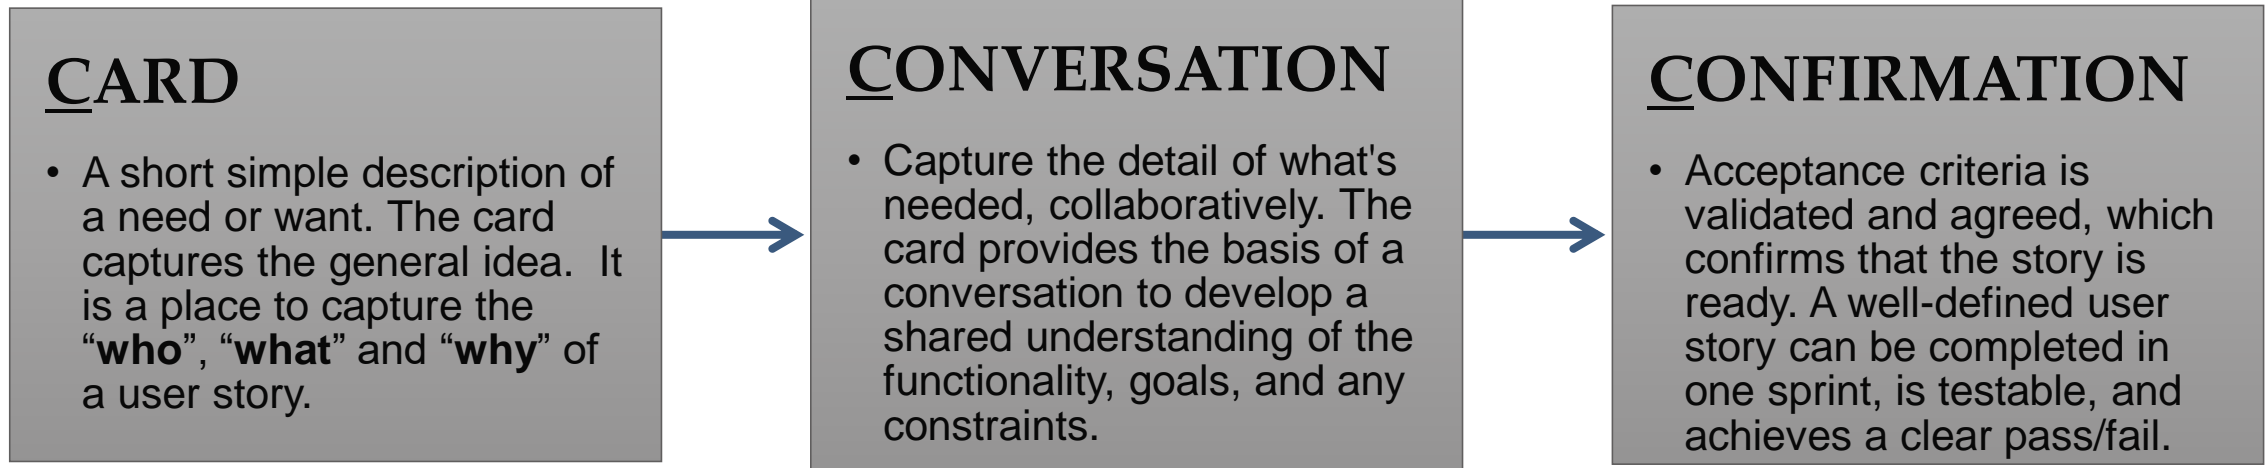 CARD
• A short simple description of
a need or want. The card
captures the general idea.  It
is a place to capture the
“who”, “what” and “why” of
a user story.
CONVERSATION
• Capture the detail of what's
needed, collaboratively. The
card provides the basis of a
conversation to develop a
shared understanding of the
functionality, goals, and any
constraints.
CONFIRMATION
• Acceptance criteria is
validated and agreed, which
confirms that the story is
ready. A well-defined user
story can be completed in
one sprint, is testable, and
achieves a clear pass/fail.